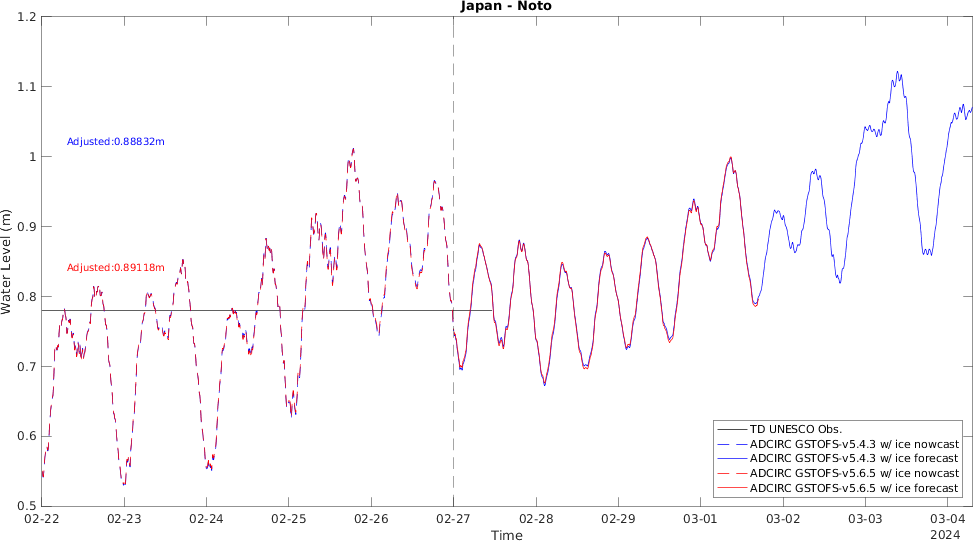 Japan - Noto
1.2
1.1
1
0.9
0.8
0.7
0.6
0.5
Water Level (m)
Adjusted:0.88832m
Adjusted:0.89118m
TD UNESCO Obs.
ADCIRC GSTOFS-v5.4.3 w/ ice nowcast
ADCIRC GSTOFS-v5.4.3 w/ ice forecast
ADCIRC GSTOFS-v5.6.5 w/ ice nowcast
ADCIRC GSTOFS-v5.6.5 w/ ice forecast
02-22 02-23 02-24 02-25 02-26 02-27 02-28 02-29 03-01 03-02 03-03 03-04
Time
2024